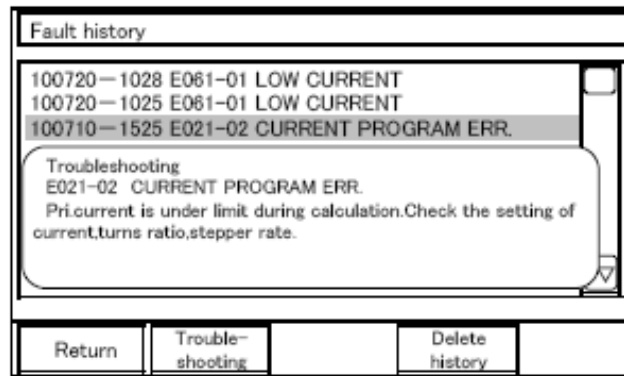 Fault history
100720－1028 E061-01 LOW CURRENT
100720－1025 E061-01 LOW CURRENT
100710－1525 E021-02 CURRENT PROGRAM ERR.
Troubleshooting
E021-02 CURRENT PROGRAM ERR.
Pri.current is under limit during calculation.Check the setting of
current,turns ratio,stepper rate.
Return
Trouble-
shooting
Delete
history